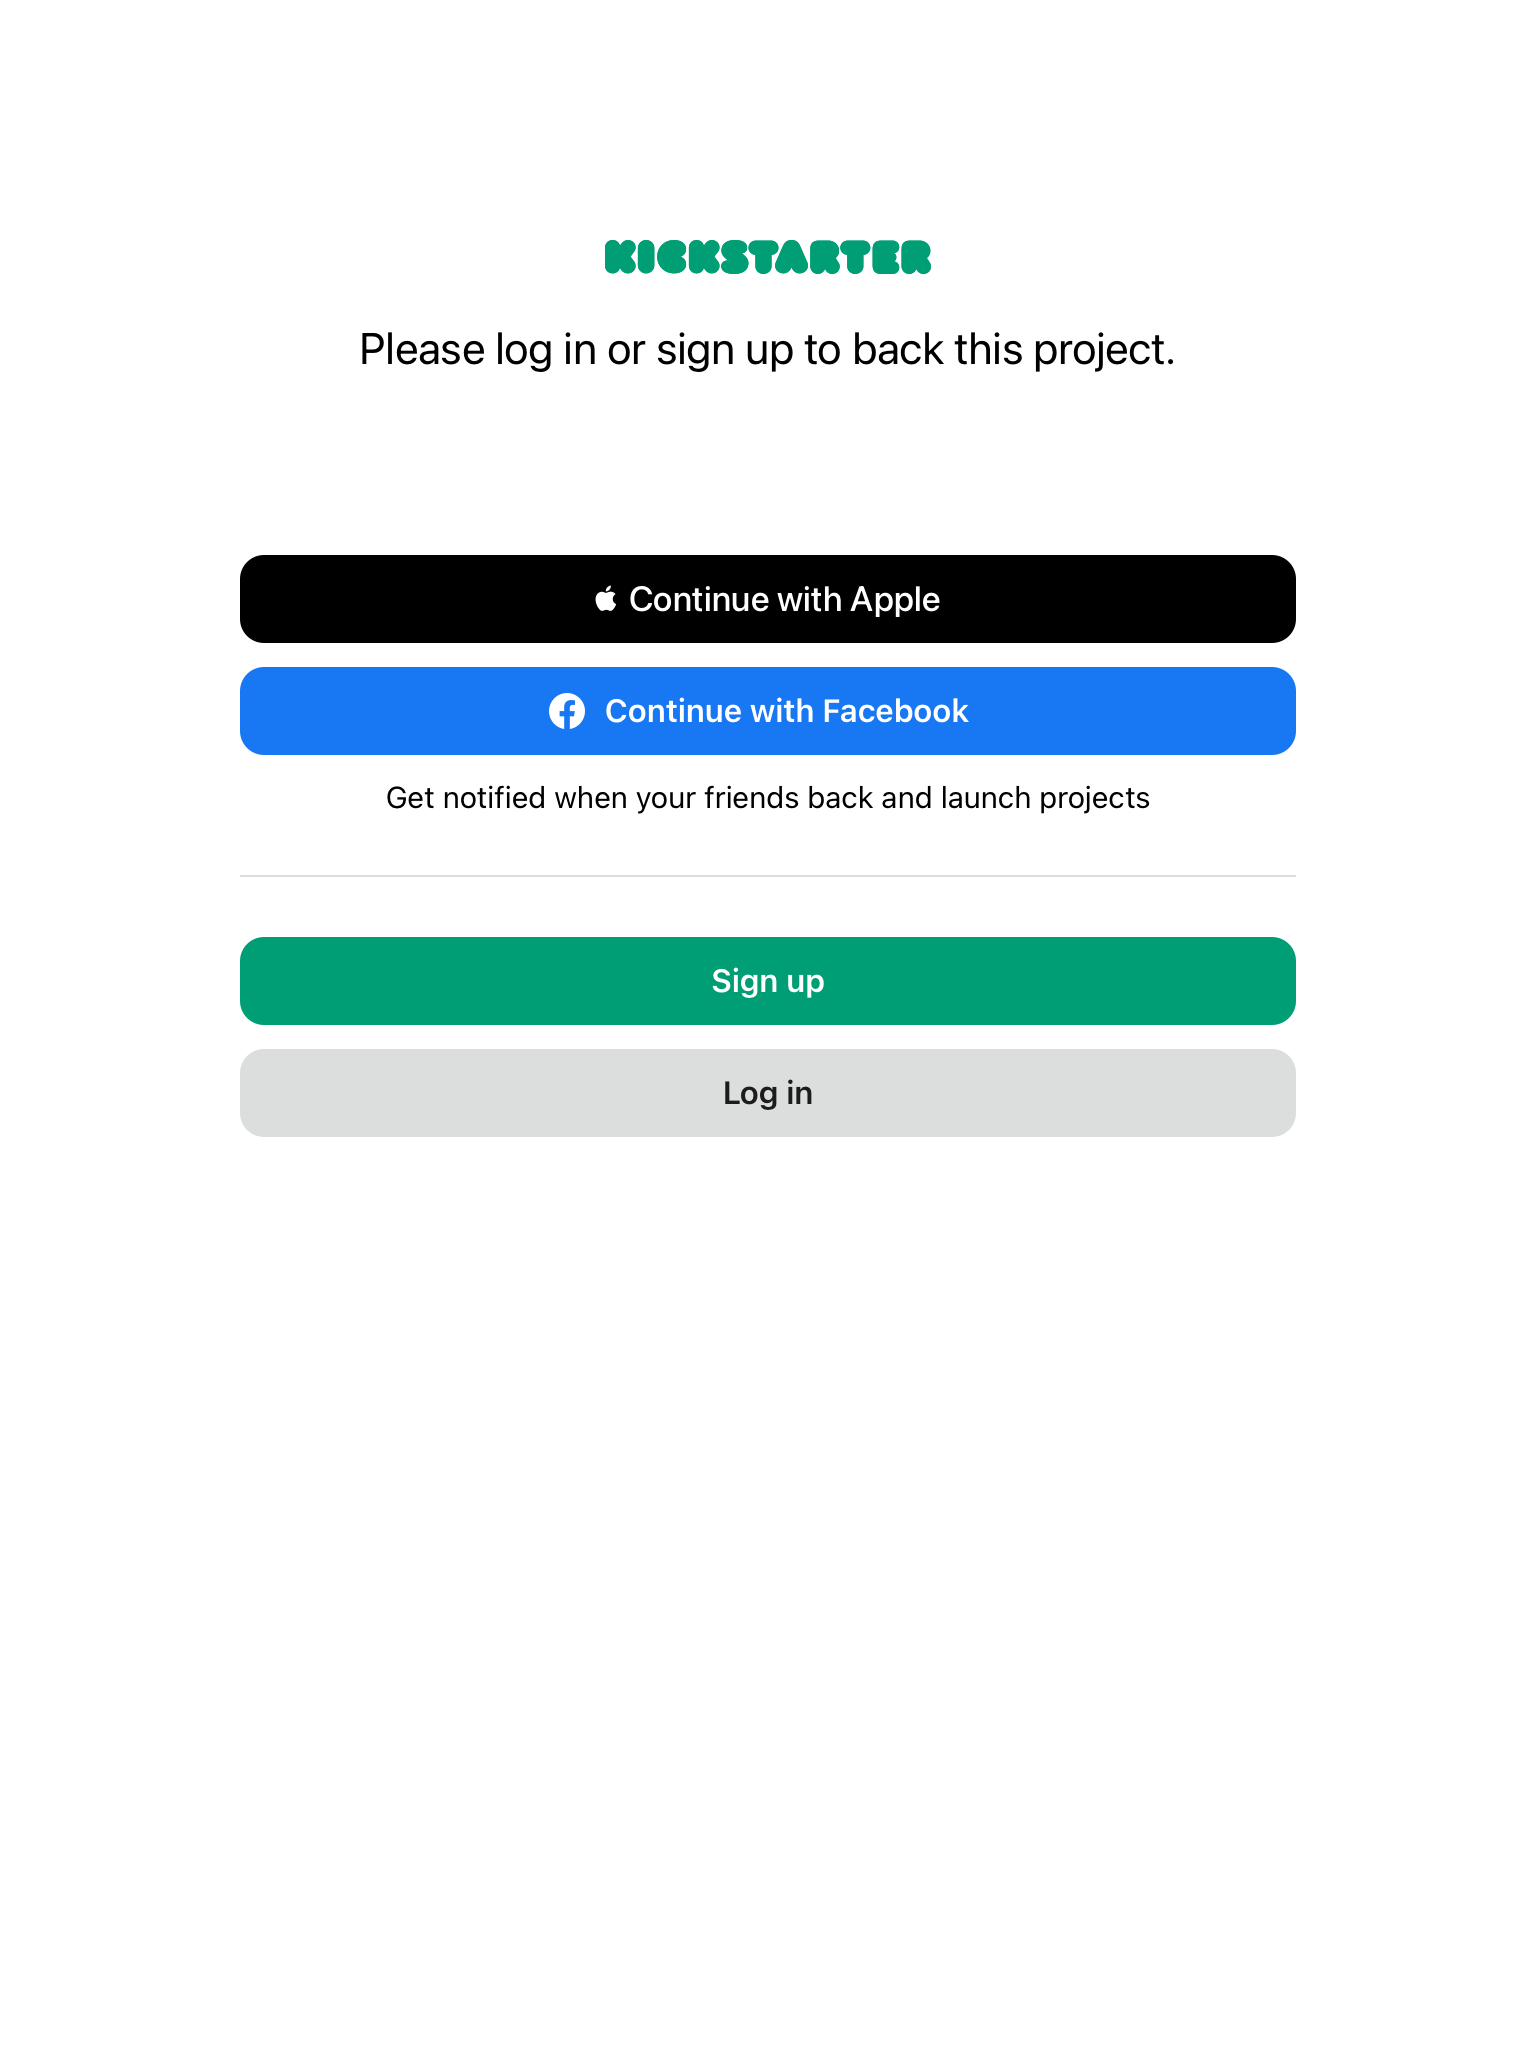 KICKSTARTER
Please log in or sign up to back this project.
Continue with Apple
Continue with Facebook
Get notified when your friends back and launch projects
Sign up
Log in